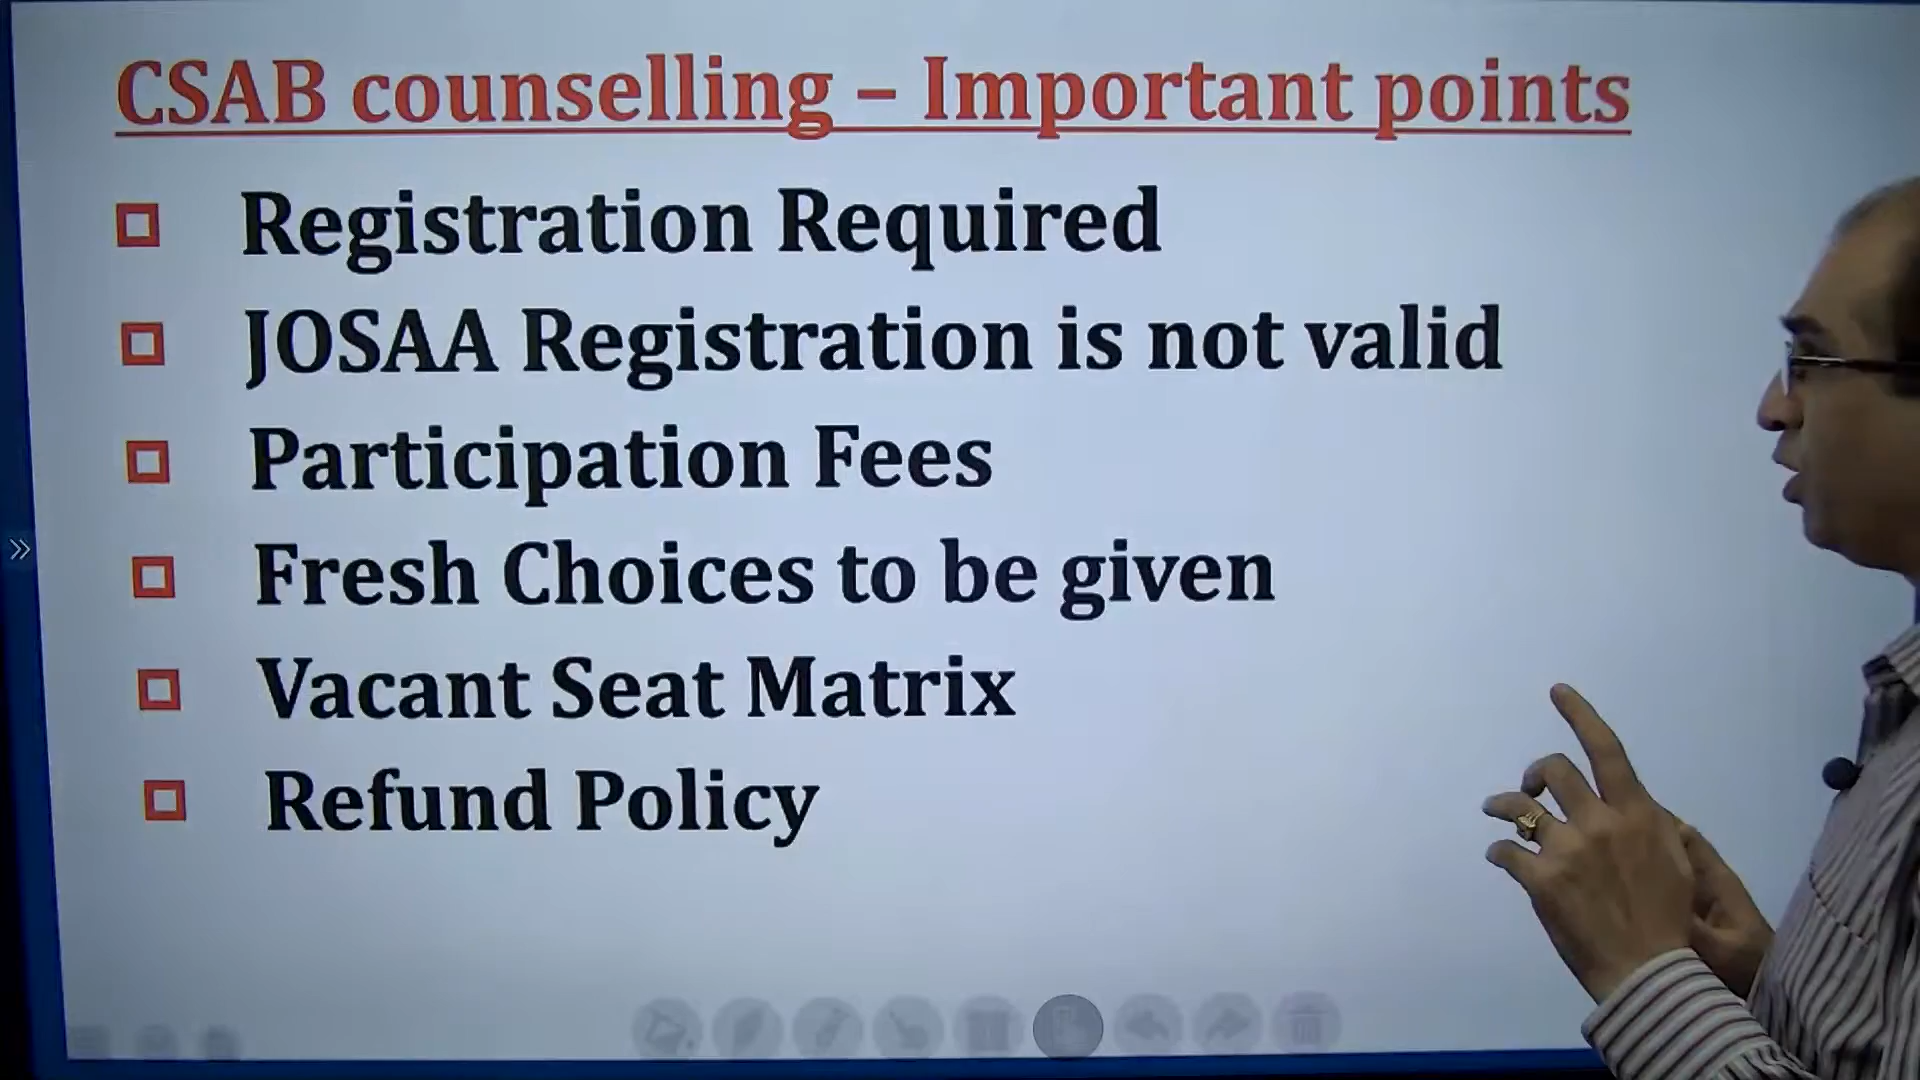 CSAB counselling – Important points
Registration Required
JOSAA Registration is not valid
Participation Fees
Fresh Choices to be given
Vacant Seat Matrix
Refund Policy